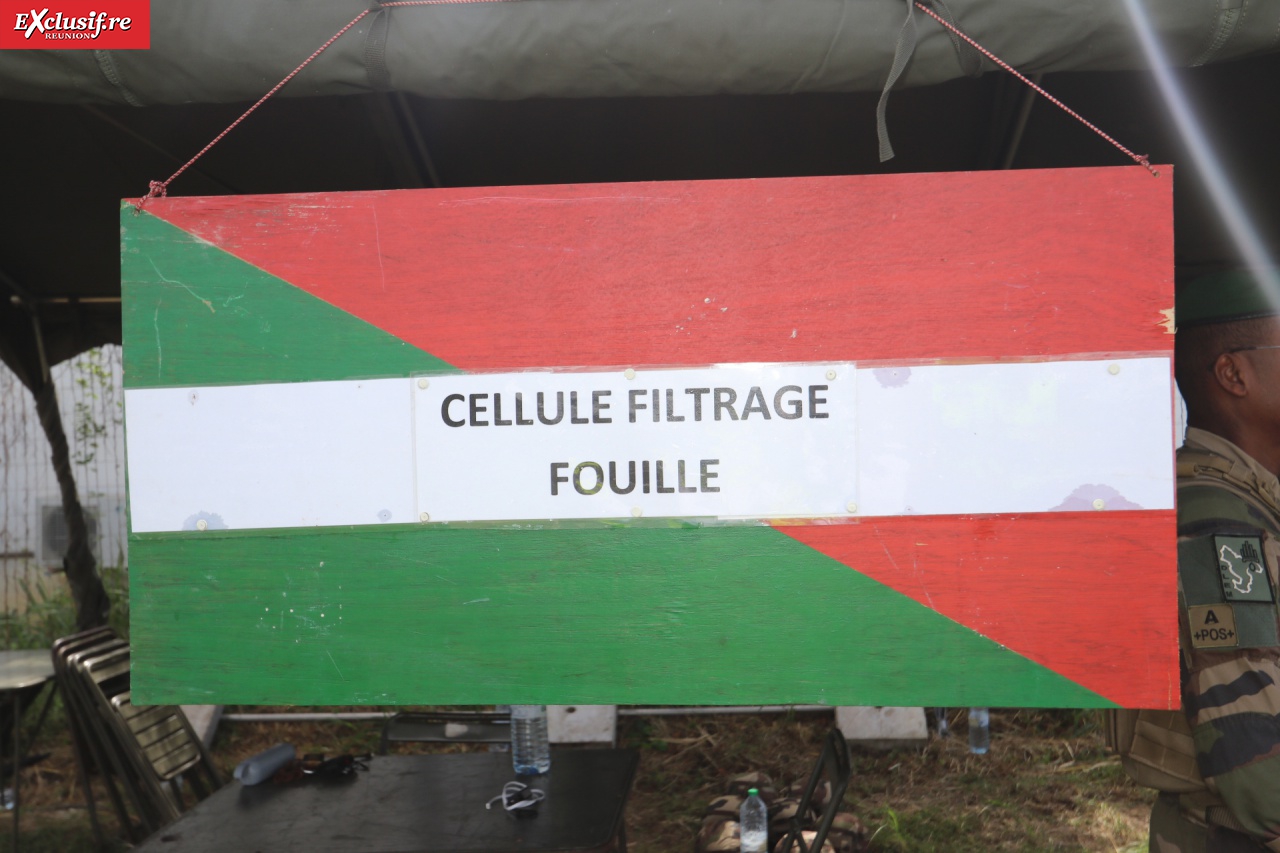 EXclusif.re
REUNION
CELLULE FILTRAGE
FOUILLE
A
+POS+